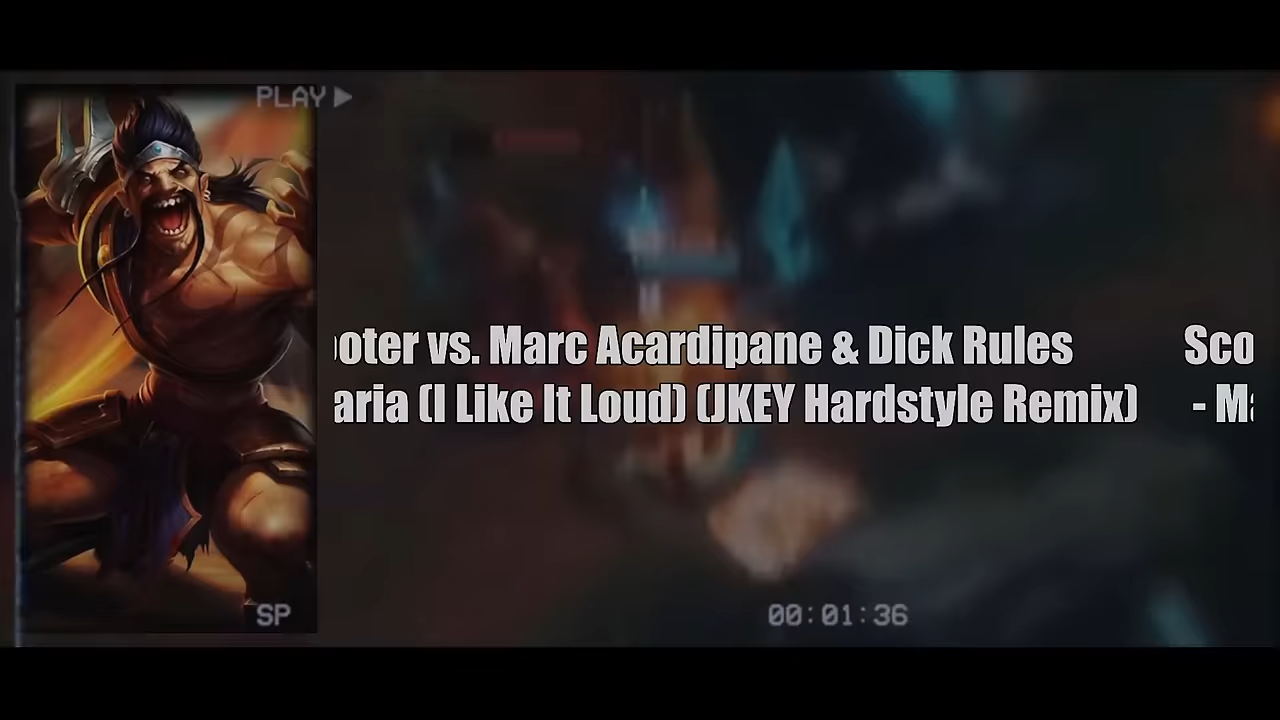 PLAY
oter vs. Marc Acardipane & Dick Rules Sco
aria (I Like It Loud) (JKEY Hardstyle Remix) - Ma
SP
00:01:36